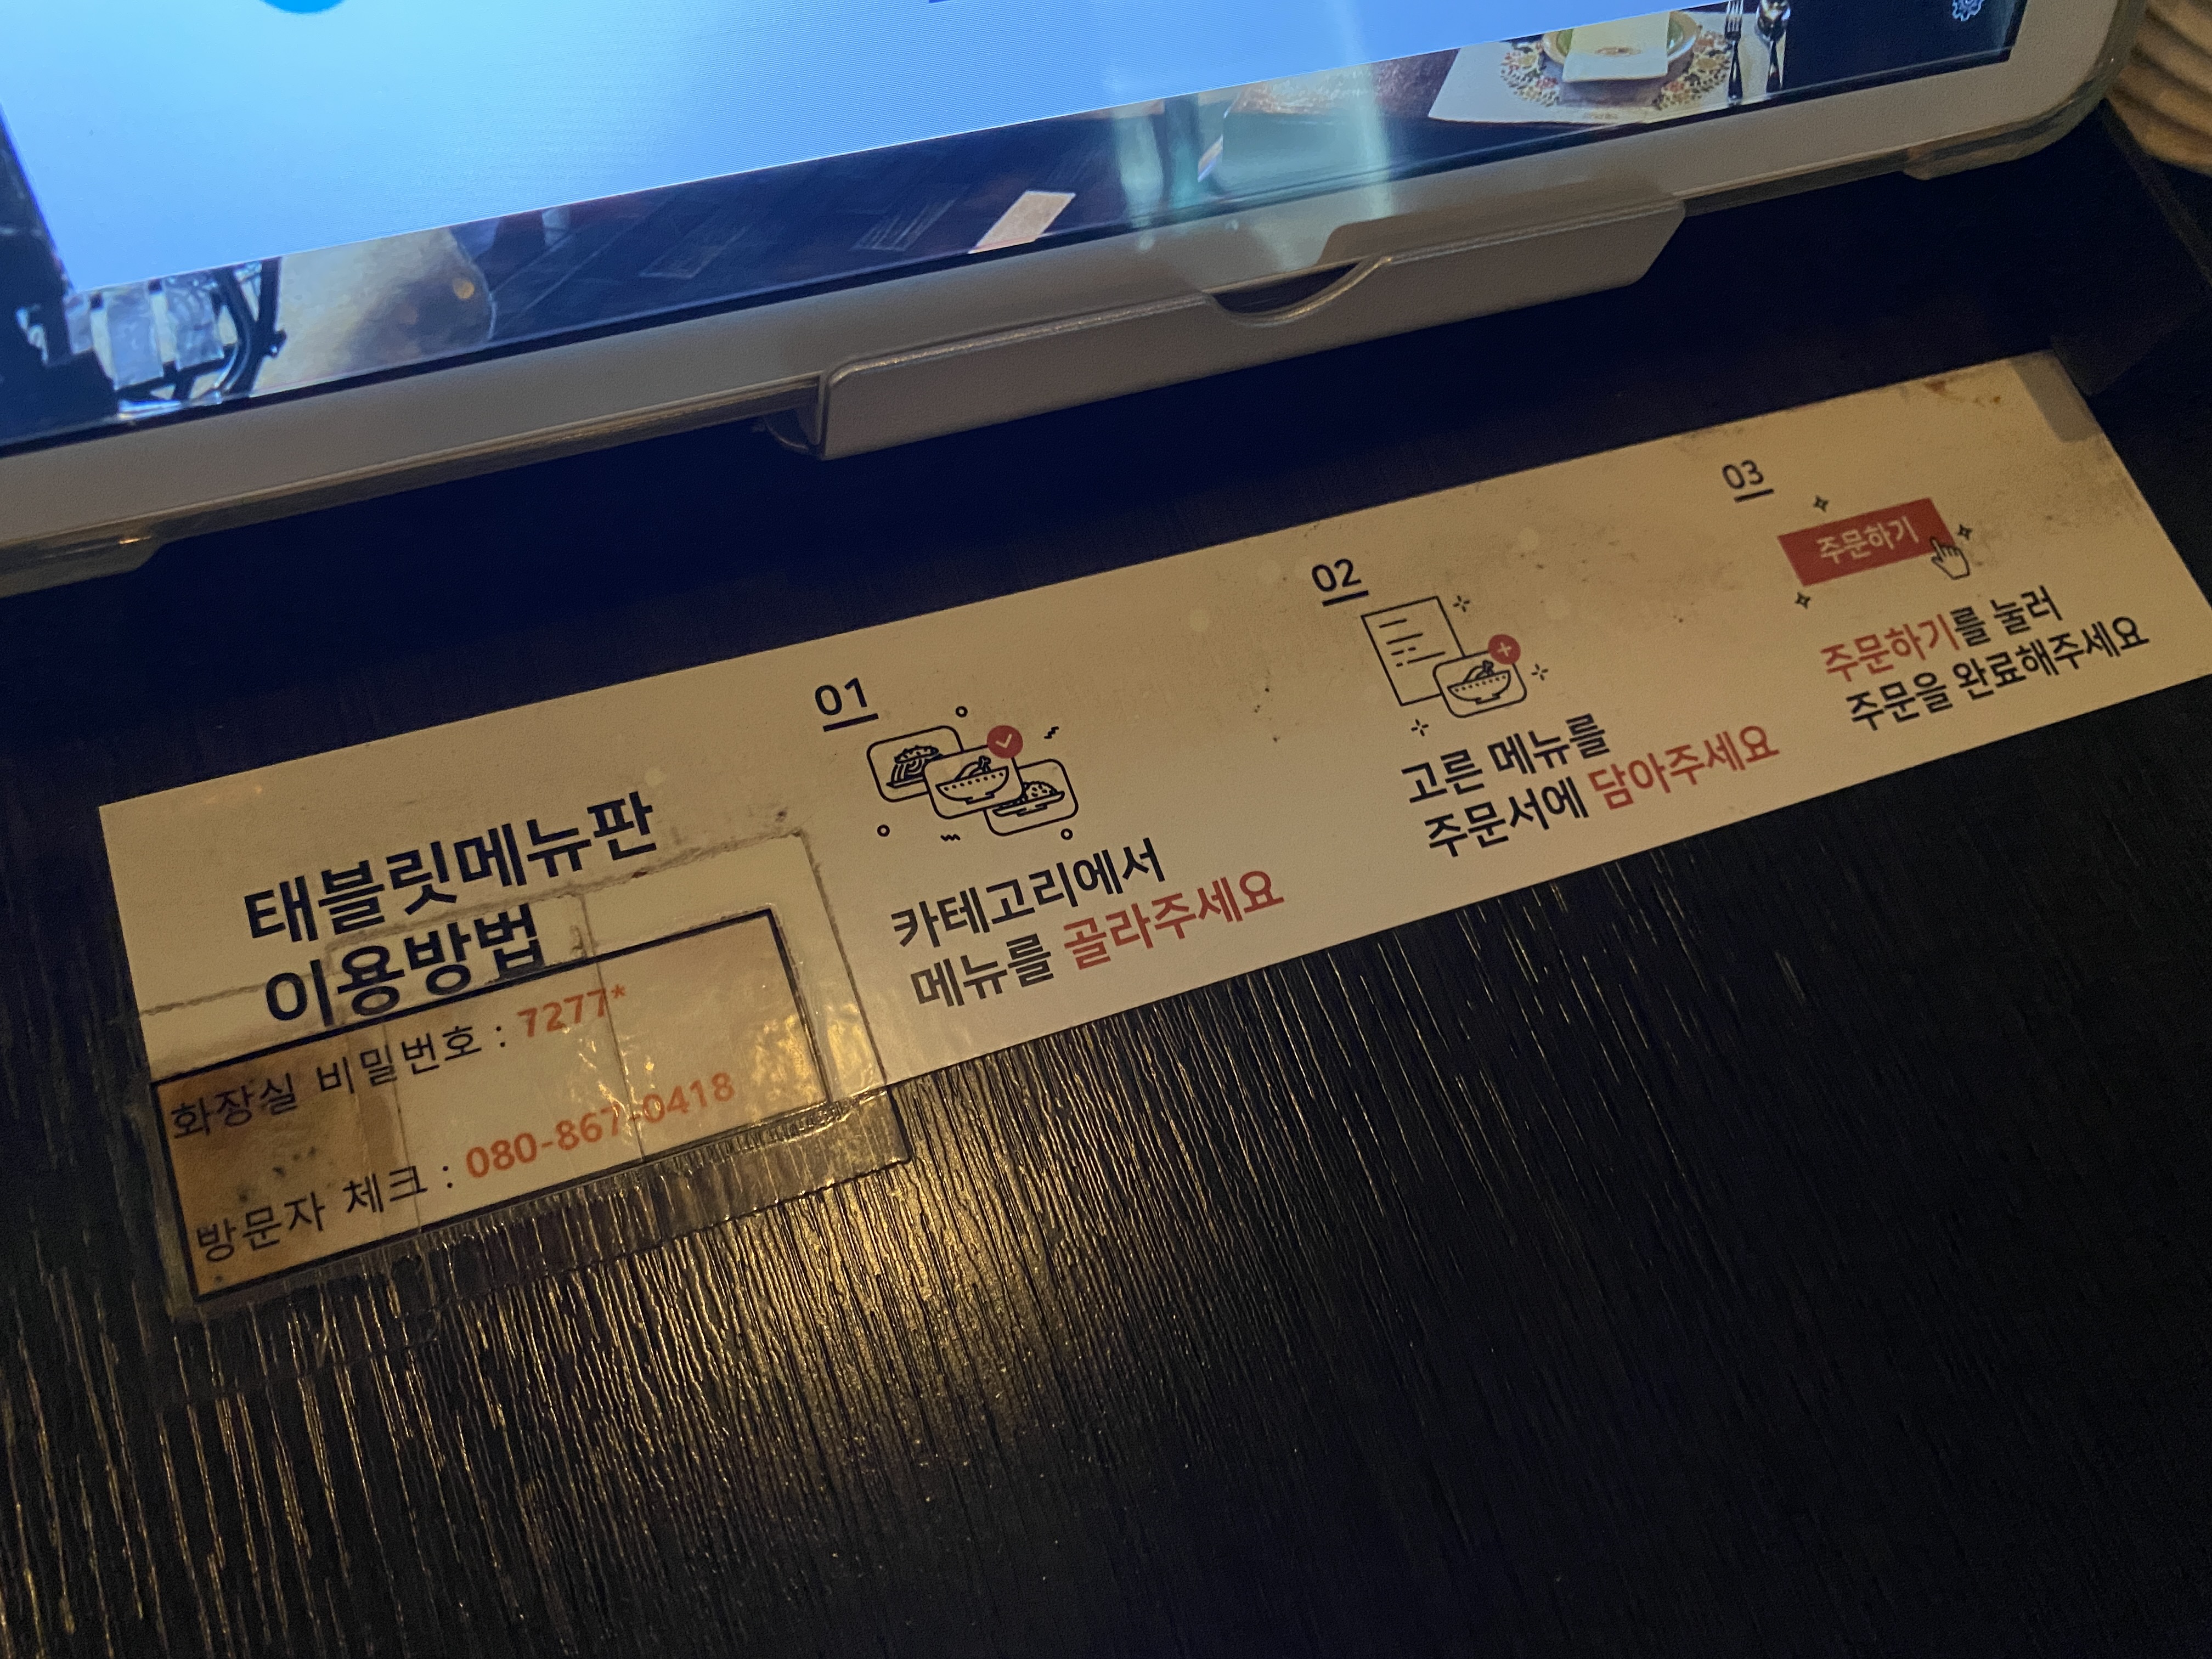 태블릿메뉴판
이용방법
화장실 비밀번호 : 7277*
방문자 체크 : 080-867-0418
01
카테고리에서
메뉴를 골라주세요
02
고른 메뉴를
주문서에 담아주세요
03
주문하기
주문하기를 눌러
주문을 완료해주세요